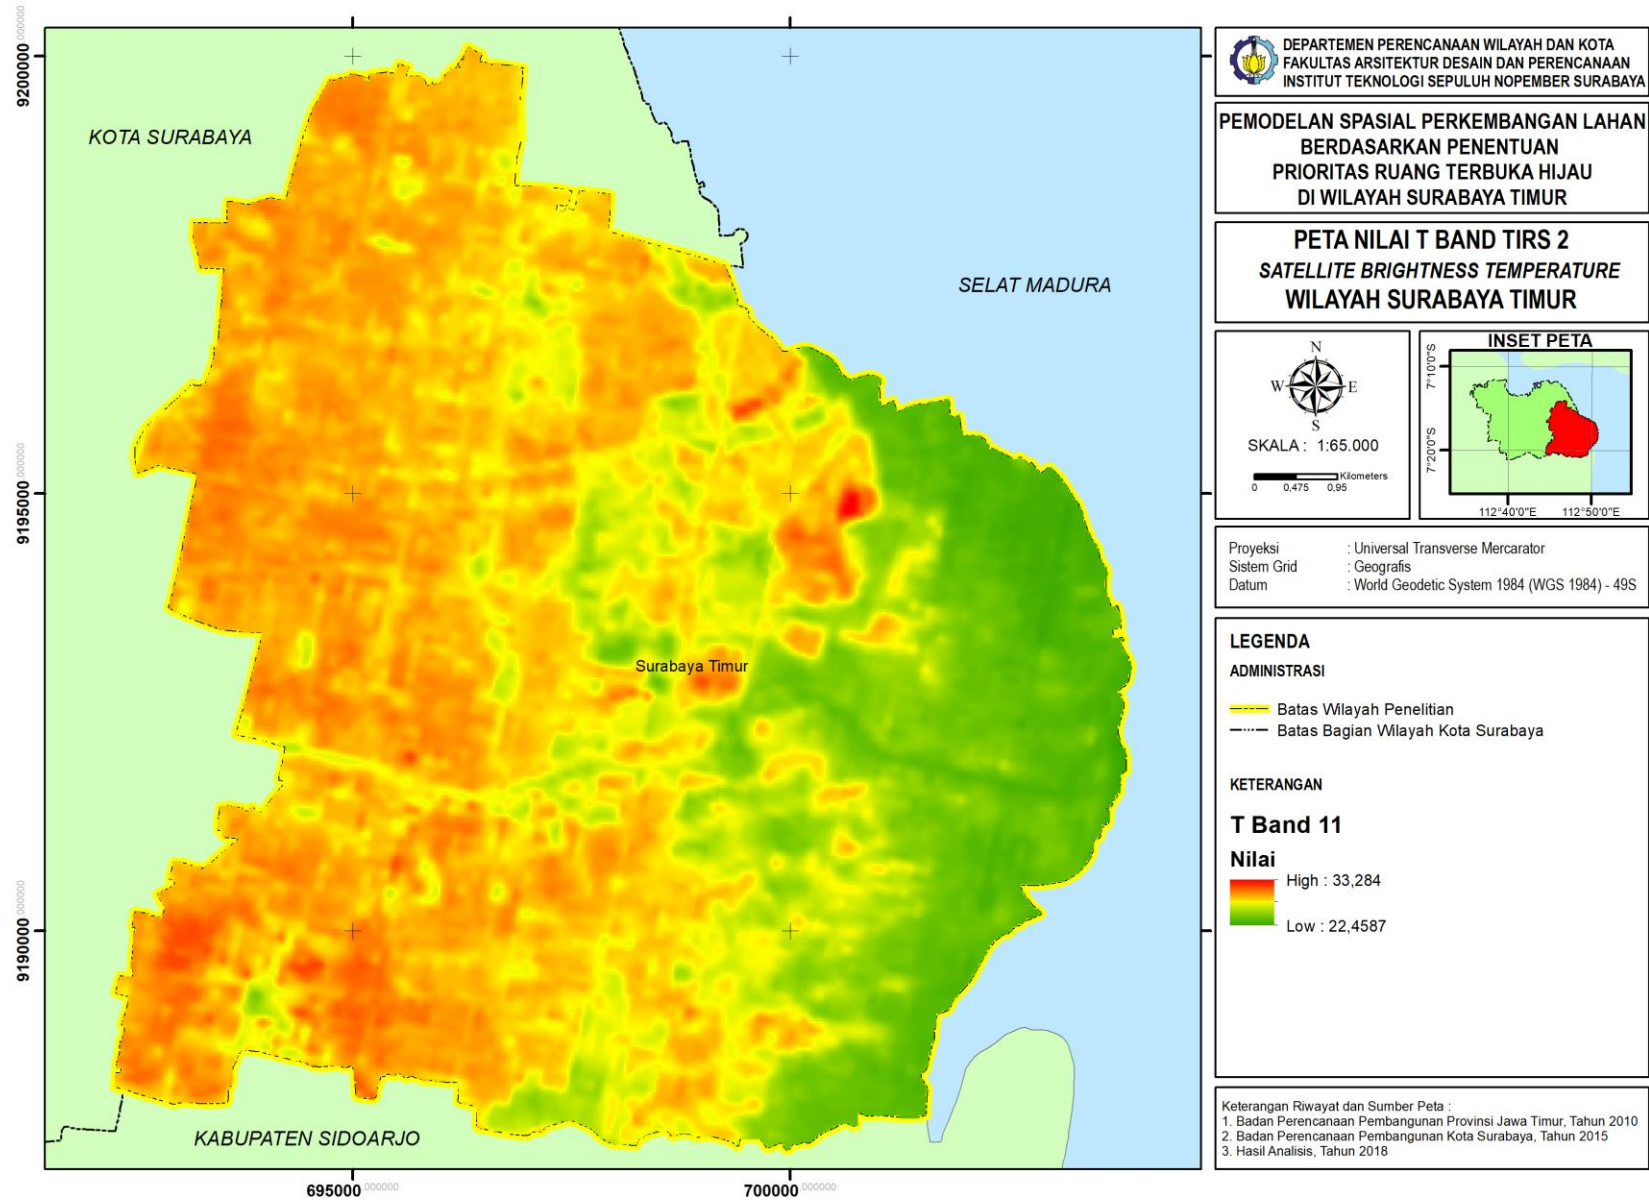 9200000,000000
9195000,000000
9190000,000000
695000,000000
700000,000000
KOTA SURABAYA
SELAT MADURA
Surabaya Timur
KABUPATEN SIDOARJO
DEPARTEMEN PERENCANAAN WILAYAH DAN KOTA
FAKULTAS ARSITEKTUR DESAIN DAN PERENCANAAN
INSTITUT TEKNOLOGI SEPULUH NOPEMBER SURABAYA
PEMODELAN SPASIAL PERKEMBANGAN LAHAN
BERDASARKAN PENENTUAN
PRIORITAS RUANG TERBUKA HIJAU
DI WILAYAH SURABAYA TIMUR
PETA NILAI T BAND TIRS 2
SATELLITE BRIGHTNESS TEMPERATURE
WILAYAH SURABAYA TIMUR
N
W E
S
SKALA : 1:65.000
Kilometers
0 0,475 0,95
INSET PETA
7°10'0"S
7°20'0"S
112°40'0"E 112°50'0"E
Proyeksi : Universal Transverse Mercarator
Sistem Grid : Geografis
Datum : World Geodetic System 1984 (WGS 1984) - 49S
LEGENDA
ADMINISTRASI
Batas Wilayah Penelitian
Batas Bagian Wilayah Kota Surabaya
KETERANGAN
T Band 11
Nilai
High : 33,284
Low : 22,4587
Keterangan Riwayat dan Sumber Peta :
1. Badan Perencanaan Pembangunan Provinsi Jawa Timur, Tahun 2010
2. Badan Perencanaan Pembangunan Kota Surabaya, Tahun 2015
3. Hasil Analisis, Tahun 2018